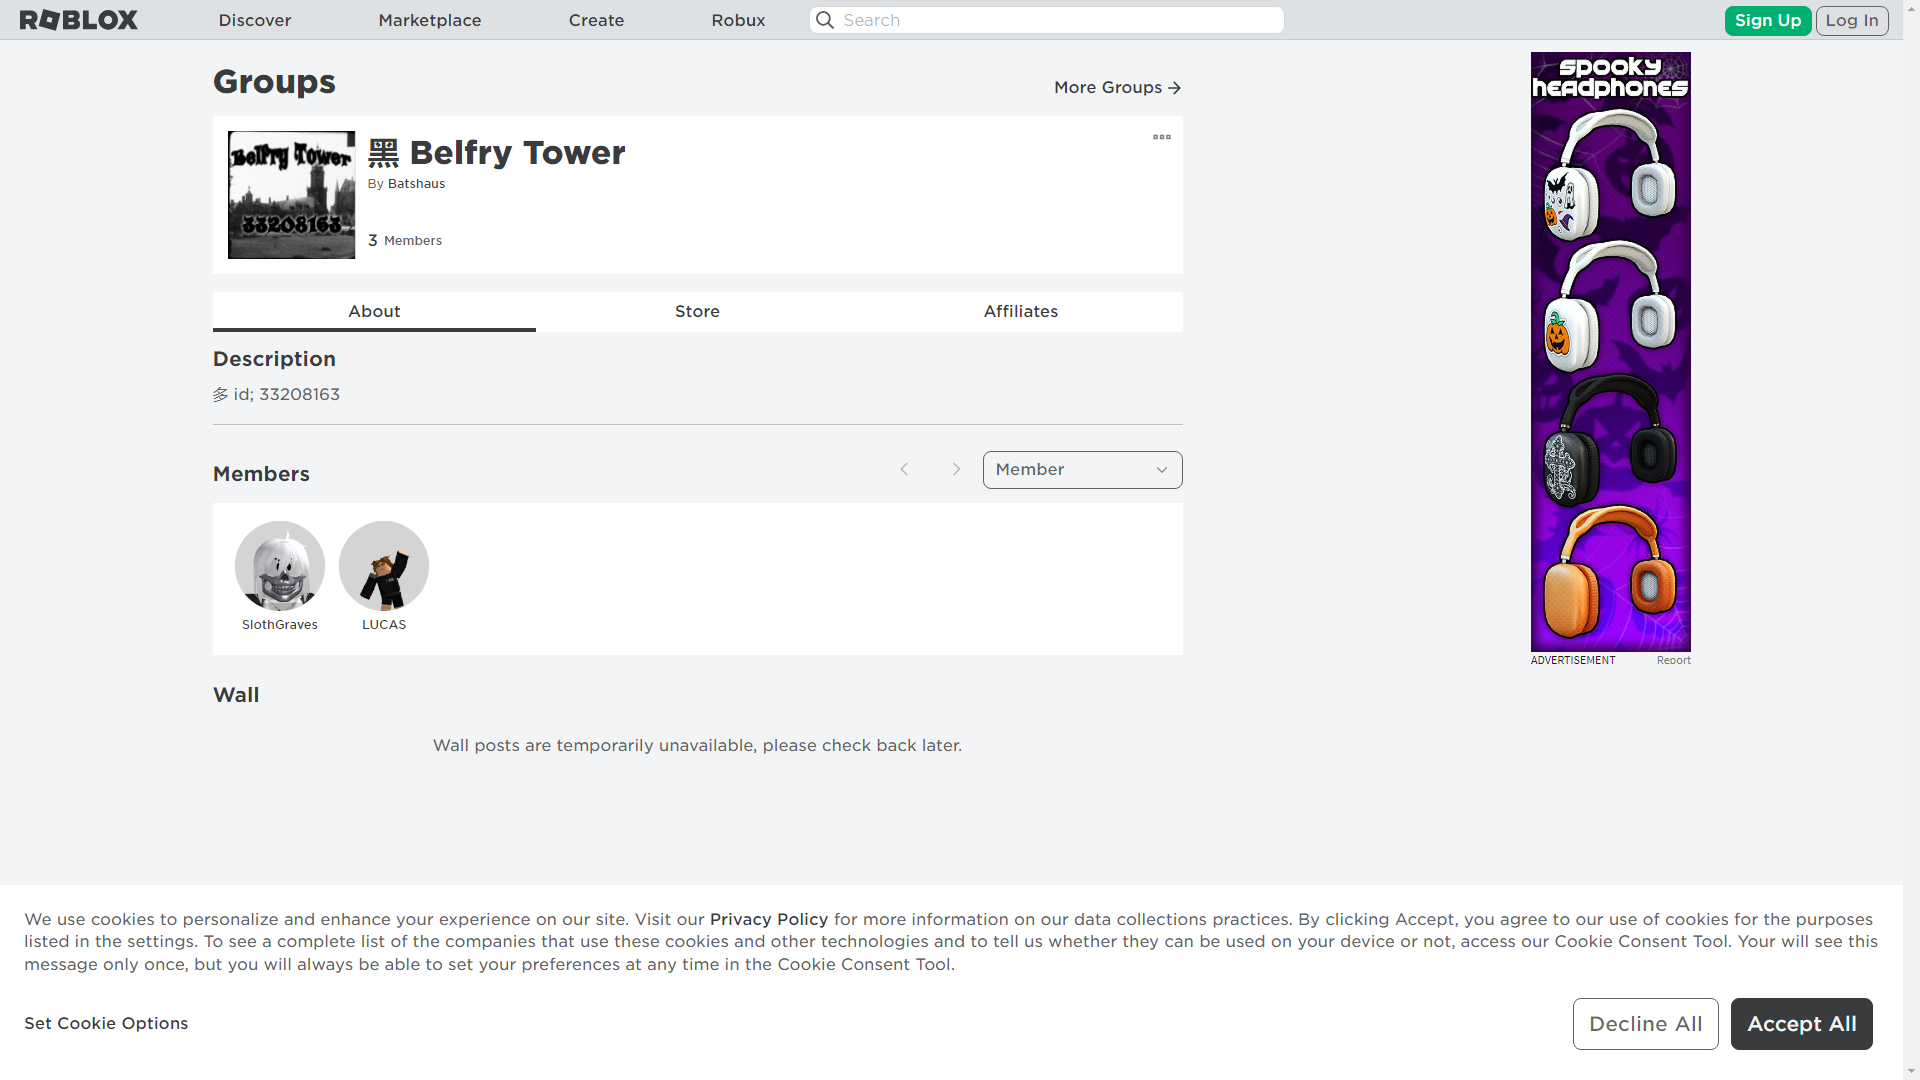 ROBLOX
Discover
Marketplace
Create
Robux
Search
Sign Up
Log In
Groups
More Groups
Belfry Tower
33208163
黑 Belfry Tower
By Batshaus
3 Members
About
Store
Affiliates
Description
多 id; 33208163
Members
Member
SlothGraves
LUCAS
Wall
Wall posts are temporarily unavailable, please check back later.
spooky
headphones
ADVERTISEMENT
Report
We use cookies to personalize and enhance your experience on our site. Visit our Privacy Policy for more information on our data collections practices. By clicking Accept, you agree to our use of cookies for the purposes
listed in the settings. To see a complete list of the companies that use these cookies and other technologies and to tell us whether they can be used on your device or not, access our Cookie Consent Tool. Your will see this
message only once, but you will always be able to set your preferences at any time in the Cookie Consent Tool.
Set Cookie Options
Decline All
Accept All